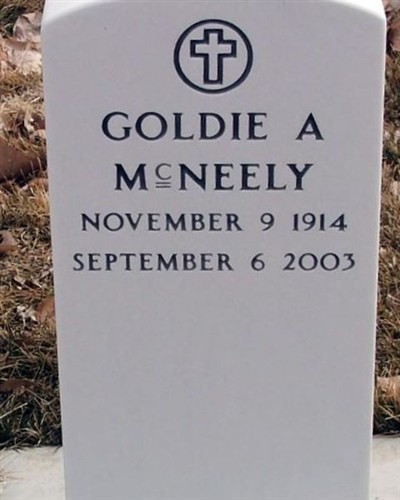 GOLDIE A
McNEELY
NOVEMBER 9 1914
SEPTEMBER 6 2003